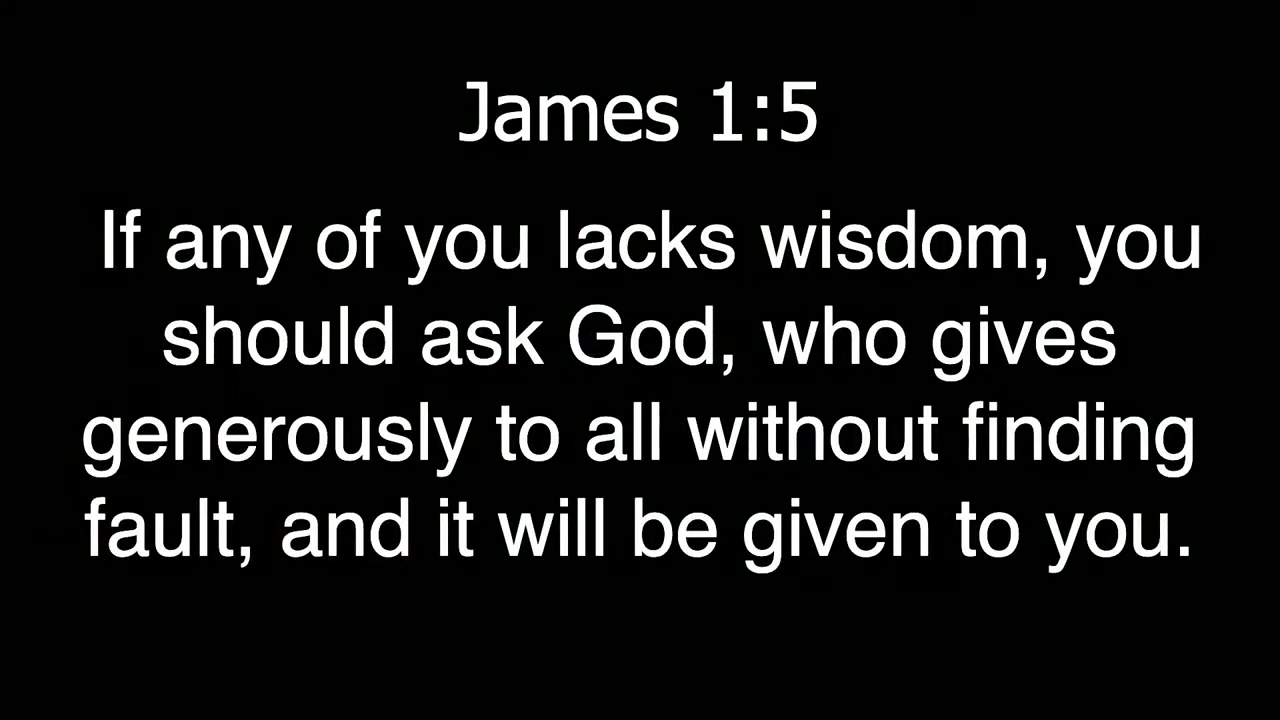 James 1:5
If any of you lacks wisdom, you
should ask God, who gives
generously to all without finding
fault, and it will be given to you.